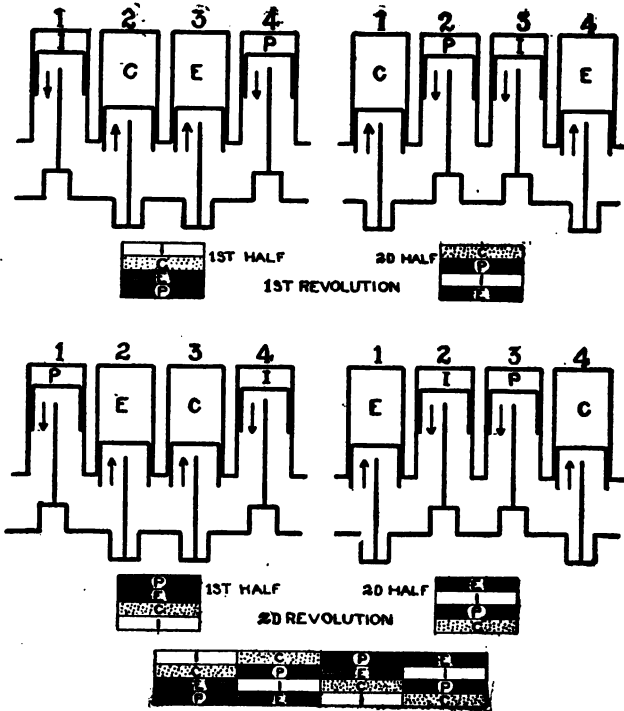 1 2 3 4 1 2 3 4
I C E P C P I E
I 1ST HALF 2D HALF C
C P
E 1ST REVOLUTION I
P E
1 2 3 4 1 2 3 4
P E C I E I P C
P 1ST HALF 2D HALF E
E I
C 2D REVOLUTION P
I C
I C P E
C P E I
E I C P
P E I C